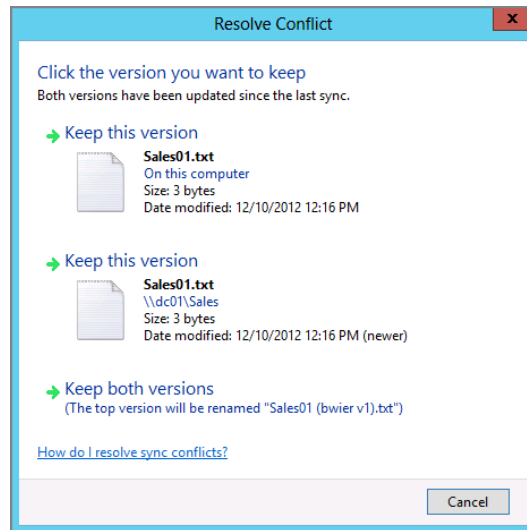 Resolve Conflict
x
Click the version you want to keep
Both versions have been updated since the last sync.
Keep this version
Sales01.txt
On this computer
Size: 3 bytes
Date modified: 12/10/2012 12:16 PM
Keep this version
Sales01.txt
\\dc01\Sales
Size: 3 bytes
Date modified: 12/10/2012 12:16 PM (newer)
Keep both versions
(The top version will be renamed "Sales01 (bwier v1).txt")
How do I resolve sync conflicts?
Cancel